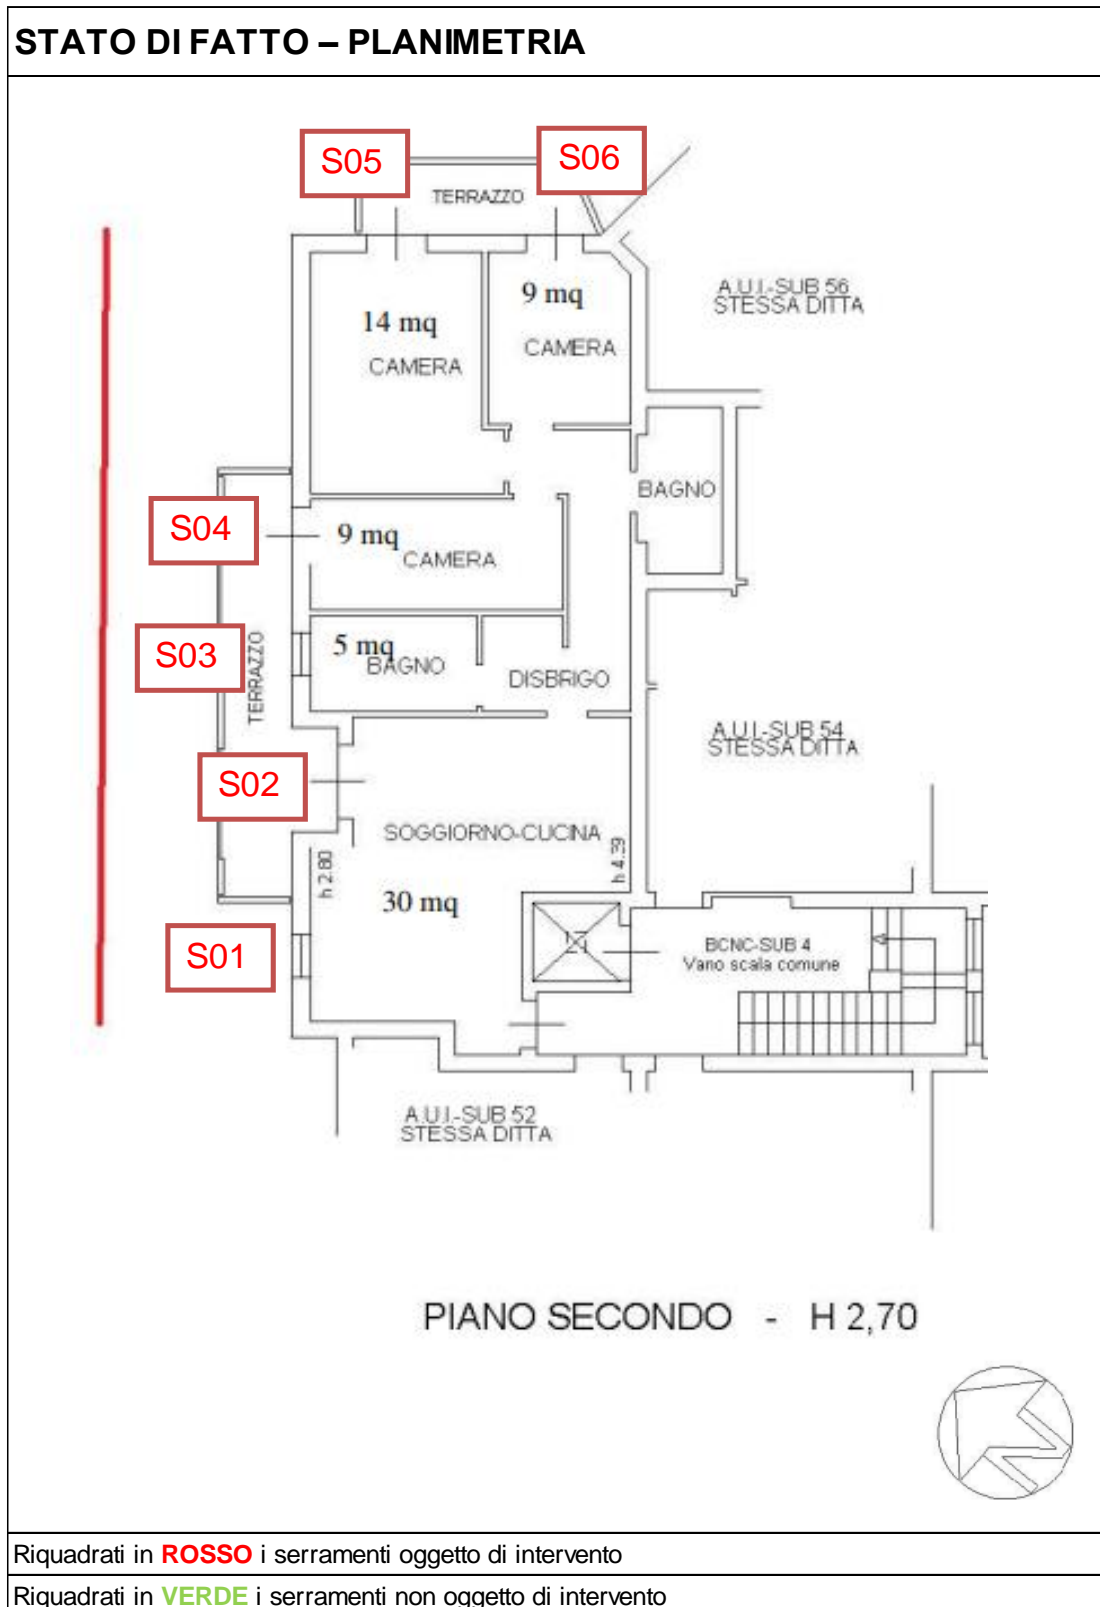 STATO DI FATTO – PLANIMETRIA
S05
S06
TERRAZZO
9 mq
CAMERA
14 mq
CAMERA
A.U.I.-SUB 56
STESSA DITTA
BAGNO
S04
9 mq
CAMERA
S03
TERRAZZO
5 mq
BAGNO
DISBRIGO
A.U.I.-SUB 54
STESSA DITTA
S02
SOGGIORNO-CUCINA
h 2.80
h 4.39
30 mq
S01
BCNC-SUB 4
Vano scala comune
A.U.I.-SUB 52
STESSA DITTA
PIANO SECONDO - H 2,70
Riquadrati in ROSSO i serramenti oggetto di intervento
Riquadrati in VERDE i serramenti non oggetto di intervento